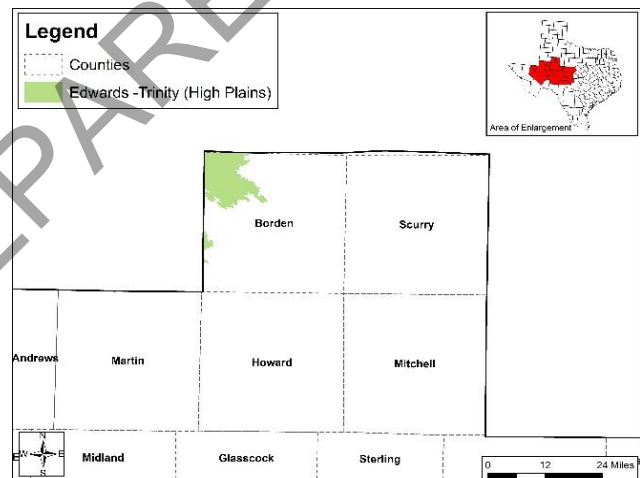 EPARE
Legend
Counties
Edwards -Trinity (High Plains)
Area of Enlargement
Borden
Scurry
Andrews
Martin
Howard
Mitchell
N
W E
S
Midland
Glasscock
Sterling
0 12 24 Miles